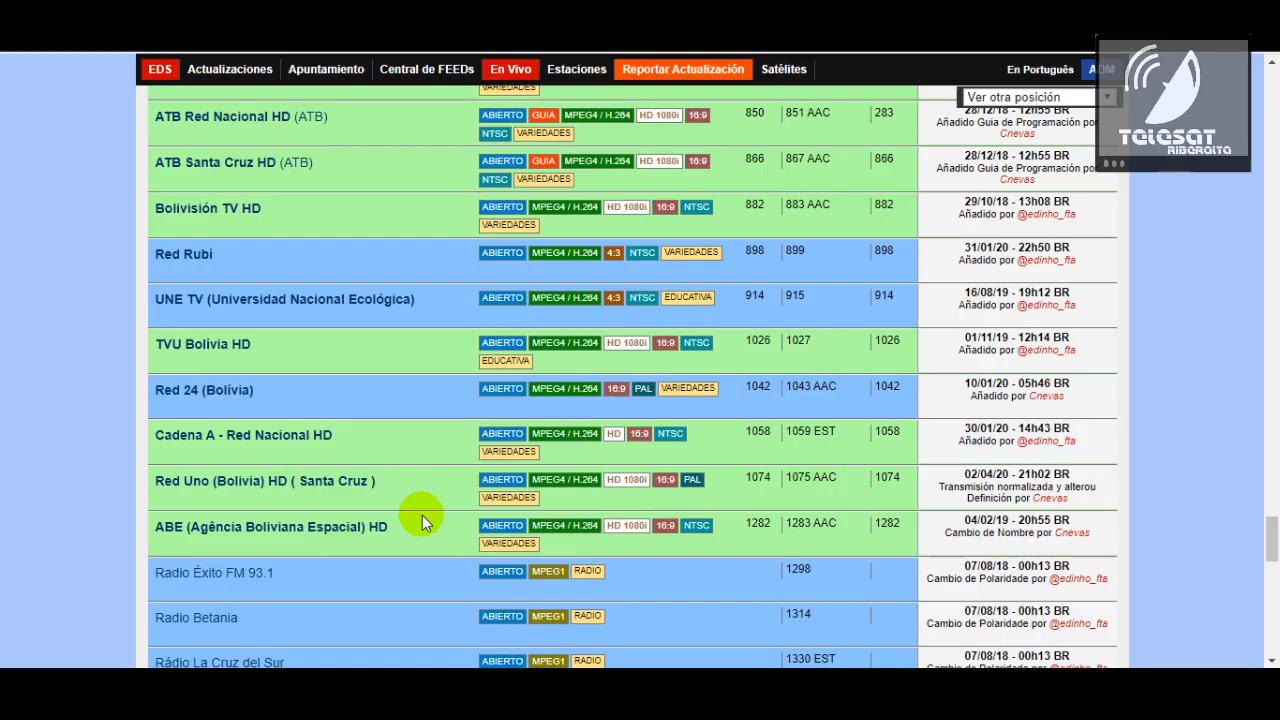 EDS Actualizaciones Apuntamiento Central de FEEDs En Vivo Estaciones Reportar Actualización Satélites En Português ADM
Ver otra posición
TELESAT
RIBERALTA
VARIEDADES
ATB Red Nacional HD (ATB) ABIERTO GUIA MPEG4 / H.264 HD 1080i 16:9 850 851 AAC 283 28/12/18 - 12h55 BR
NTSC VARIEDADES Añadido Guia de Programación por
Cnevas
ATB Santa Cruz HD (ATB) ABIERTO GUIA MPEG4 / H.264 HD 1080i 16:9 866 867 AAC 866 28/12/18 - 12h55 BR
NTSC VARIEDADES Añadido Guia de Programación por
Cnevas
Bolivisión TV HD ABIERTO MPEG4 / H.264 HD 1080i 16:9 NTSC 882 883 AAC 882 29/10/18 - 13h08 BR
VARIEDADES Añadido por @edinho_fta
Red Rubi ABIERTO MPEG4 / H.264 4:3 NTSC VARIEDADES 898 899 898 31/01/20 - 22h50 BR
Añadido por @edinho_fta
UNE TV (Universidad Nacional Ecológica) ABIERTO MPEG4 / H.264 4:3 NTSC EDUCATIVA 914 915 914 16/08/19 - 19h12 BR
Añadido por @edinho_fta
TVU Bolivia HD ABIERTO MPEG4 / H.264 HD 1080i 16:9 NTSC 1026 1027 1026 01/11/19 - 12h14 BR
EDUCATIVA Añadido por @edinho_fta
Red 24 (Bolívia) ABIERTO MPEG4 / H.264 16:9 PAL VARIEDADES 1042 1043 AAC 1042 10/01/20 - 05h46 BR
Añadido por Cnevas
Cadena A - Red Nacional HD ABIERTO MPEG4 / H.264 HD 16:9 NTSC 1058 1059 EST 1058 30/01/20 - 14h43 BR
VARIEDADES Añadido por @edinho_fta
Red Uno (Bolivia) HD ( Santa Cruz ) ABIERTO MPEG4 / H.264 HD 1080i 16:9 PAL 1074 1075 AAC 1074 02/04/20 - 21h02 BR
VARIEDADES Transmisión normalizada y alterou
Definición por Cnevas
ABE (Agência Boliviana Espacial) HD ABIERTO MPEG4 / H.264 HD 1080i 16:9 NTSC 1282 1283 AAC 1282 04/02/19 - 20h55 BR
VARIEDADES Cambio de Nombre por Cnevas
Radio Éxito FM 93.1 ABIERTO MPEG1 RADIO 1298 07/08/18 - 00h13 BR
Cambio de Polaridade por @edinho_fta
Radio Betania ABIERTO MPEG1 RADIO 1314 07/08/18 - 00h13 BR
Cambio de Polaridade por @edinho_fta
Rádio La Cruz del Sur ABIERTO MPEG1 RADIO 1330 EST 07/08/18 - 00h13 BR
Cambio de Polaridade por @edinho_fta